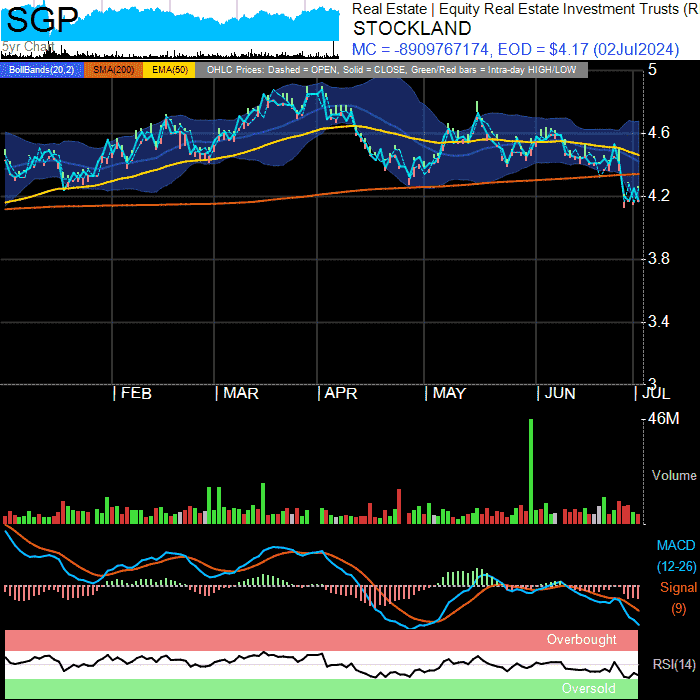 SGP
5yr Chart
Real Estate | Equity Real Estate Investment Trusts (R
STOCKLAND
MC = -8909767174, EOD = $4.17 (02Jul2024)
BollBands(20,2) SMA(200) EMA(50) OHLC Prices: Dashed = OPEN, Solid = CLOSE, Green/Red bars = Intra-day HIGH/LOW
5
4.6
4.2
3.8
3.4
3
FEB MAR APR MAY JUN JUL
46M
Volume
MACD
(12-26)
Signal
(9)
Overbought
RSI(14)
Oversold